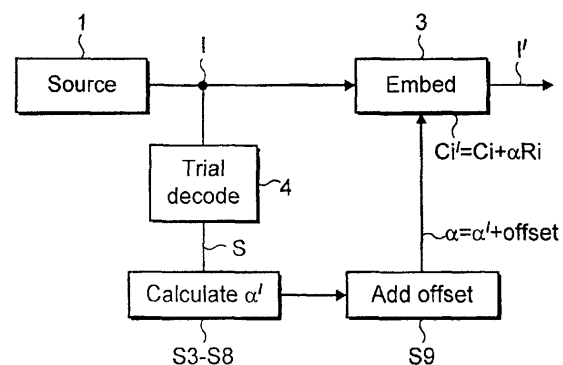 1
I
3
I'
Source
Embed
Ci'=Ci+αRi
Trial
decode
4
S
α=α'+offset
Calculate α'
Add offset
S3-S8
S9